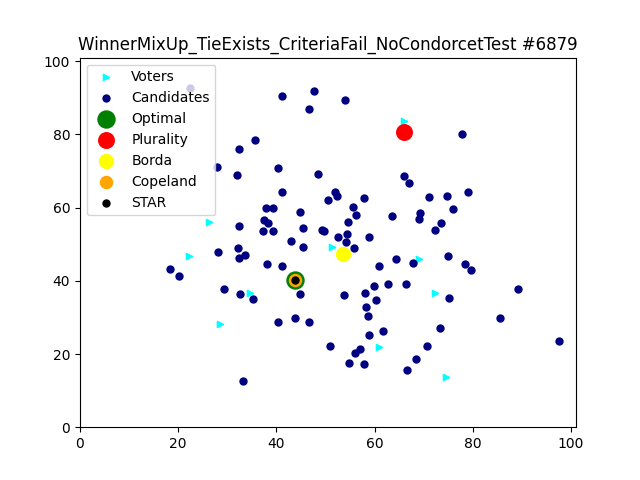 WinnerMixUp_TieExists_CriteriaFail_NoCondorcetTest #6879
100
80
60
40
20
0
Voters
Candidates
Optimal
Plurality
Borda
Copeland
STAR
0
20
40
60
80
100